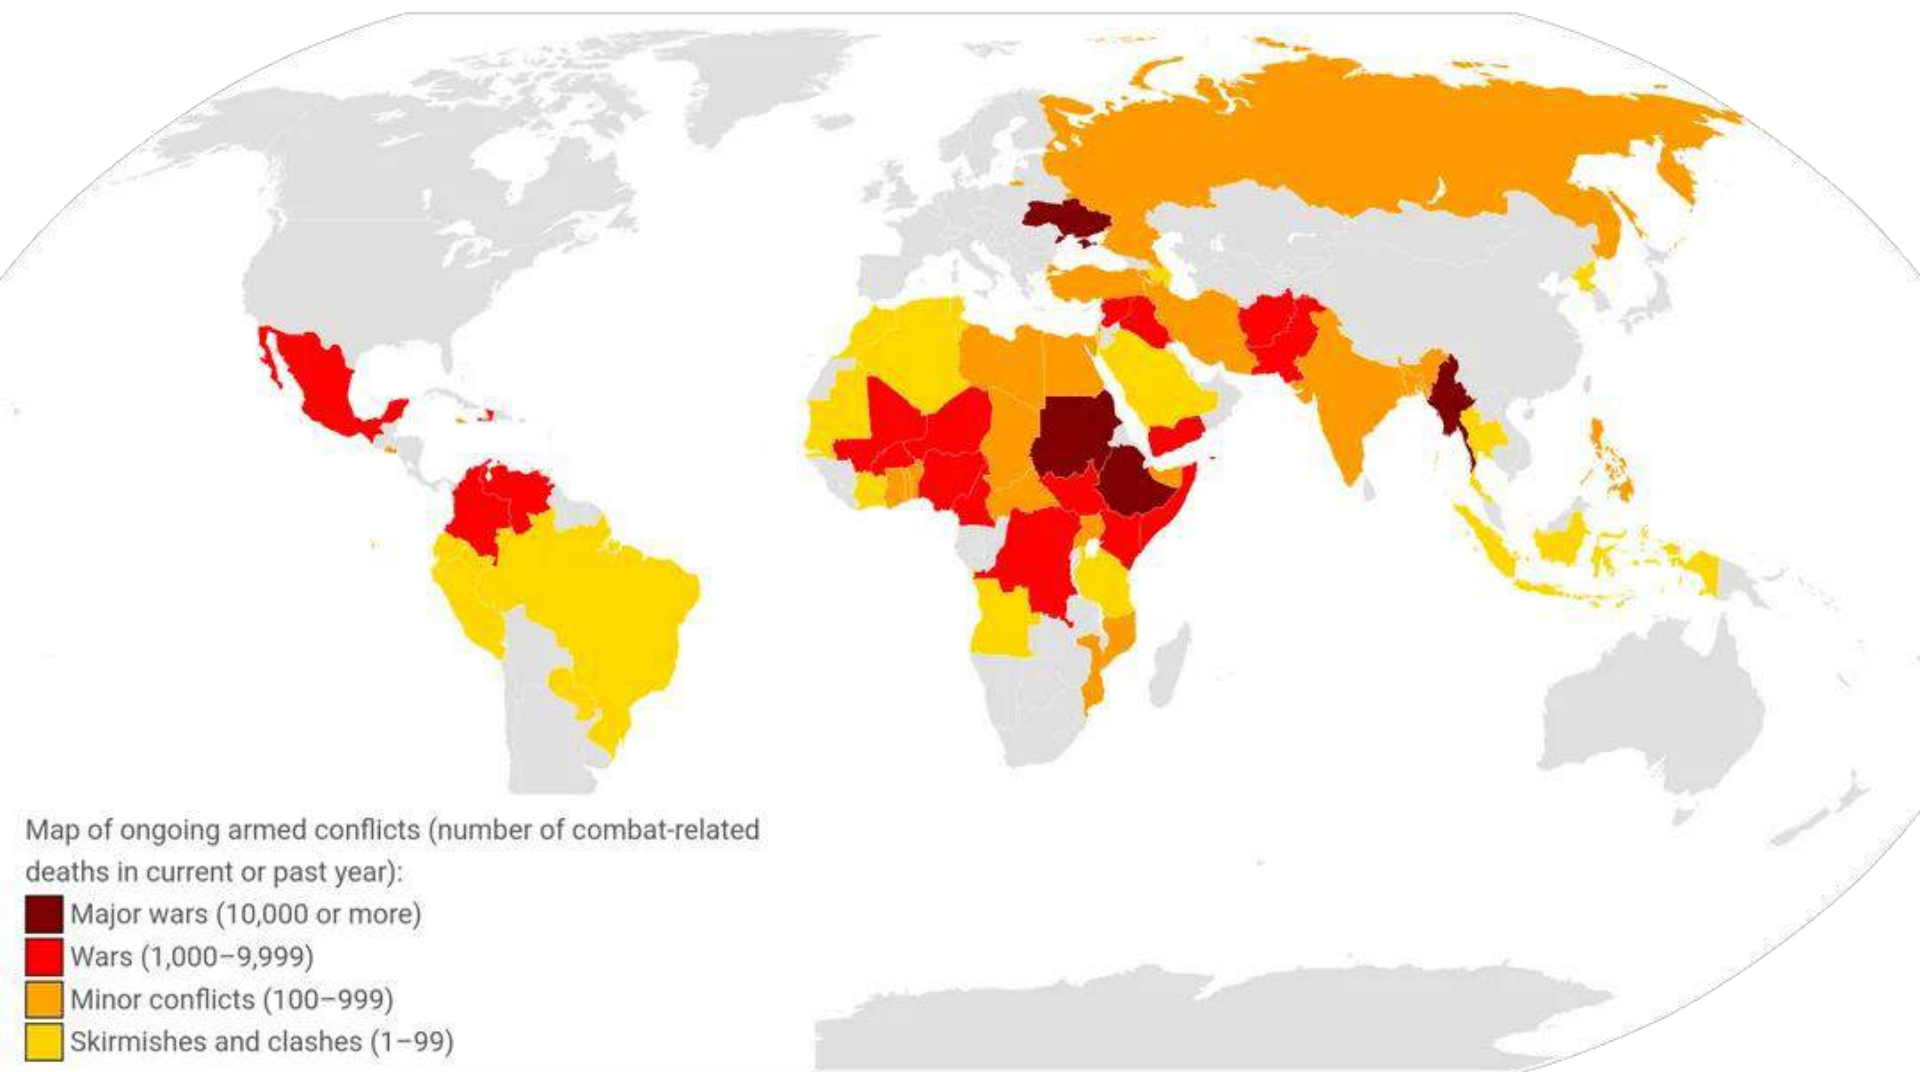 Map of ongoing armed conflicts (number of combat-related
deaths in current or past year):
Major wars (10,000 or more)
Wars (1,000–9,999)
Minor conflicts (100–999)
Skirmishes and clashes (1–99)